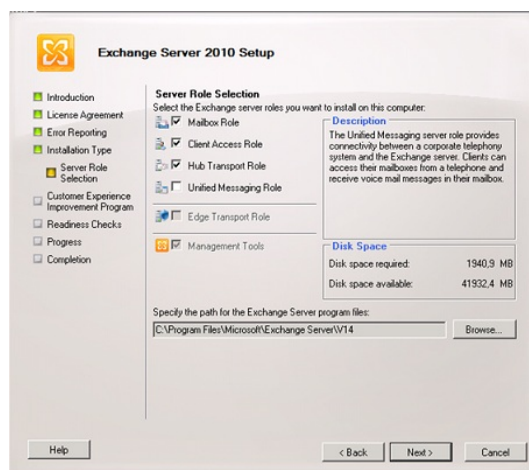 Exchange Server 2010 Setup
Introduction
License Agreement
Error Reporting
Installation Type
Server Role
Selection
Customer Experience
Improvement Program
Readiness Checks
Progress
Completion
Server Role Selection
Select the Exchange server roles you want to install on this computer:
Mailbox Role
Client Access Role
Hub Transport Role
Unified Messaging Role
Edge Transport Role
Management Tools
Description
The Unified Messaging server role provides
connectivity between a corporate telephony
system and the Exchange server. Clients can
access their mailboxes from a telephone and
receive voice mail messages in their mailbox.
Disk Space
Disk space required: 1940,9 MB
Disk space available: 41932,4 MB
Specify the path for the Exchange Server program files:
C:\Program Files\Microsoft\Exchange Server\V14
Browse...
Help
< Back
Next >
Cancel